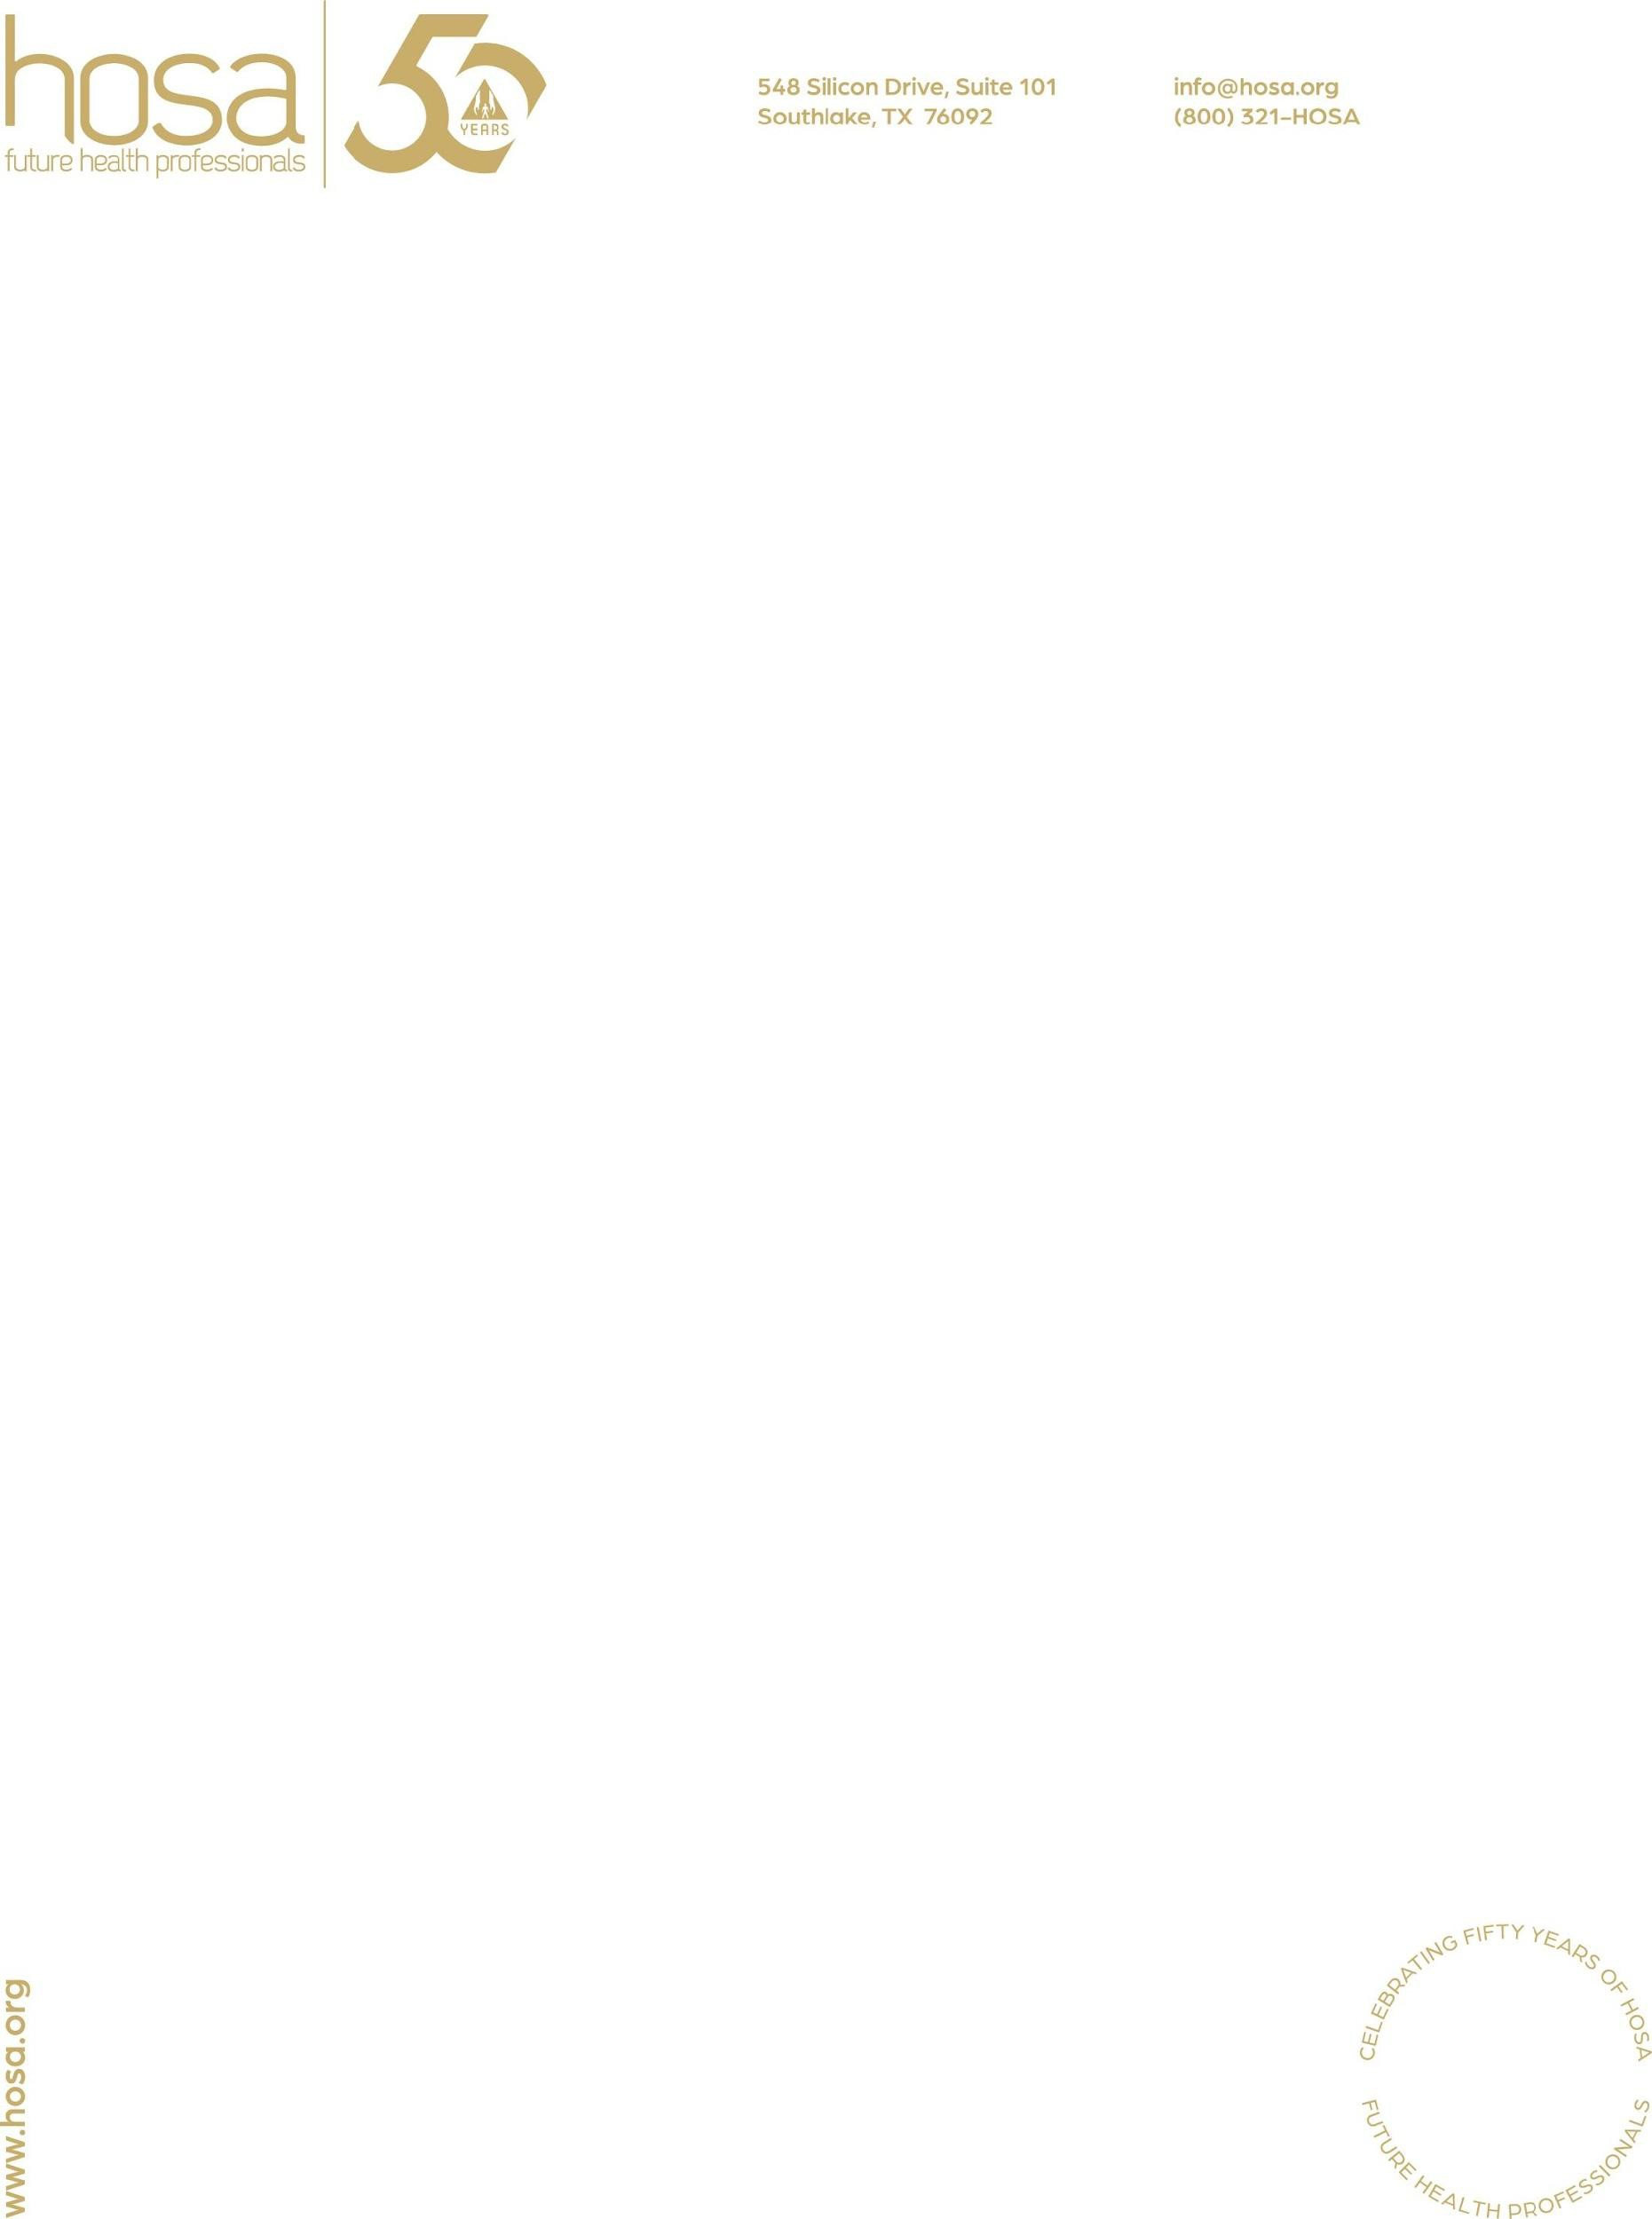 hosa
future health professionals
50
YEARS
548 Silicon Drive, Suite 101
Southlake, TX  76092
info@hosa.org
(800) 321-HOSA
www.hosa.org
CELEBRATING FIFTY YEARS OF HOSA
FUTURE HEALTH PROFESSIONALS